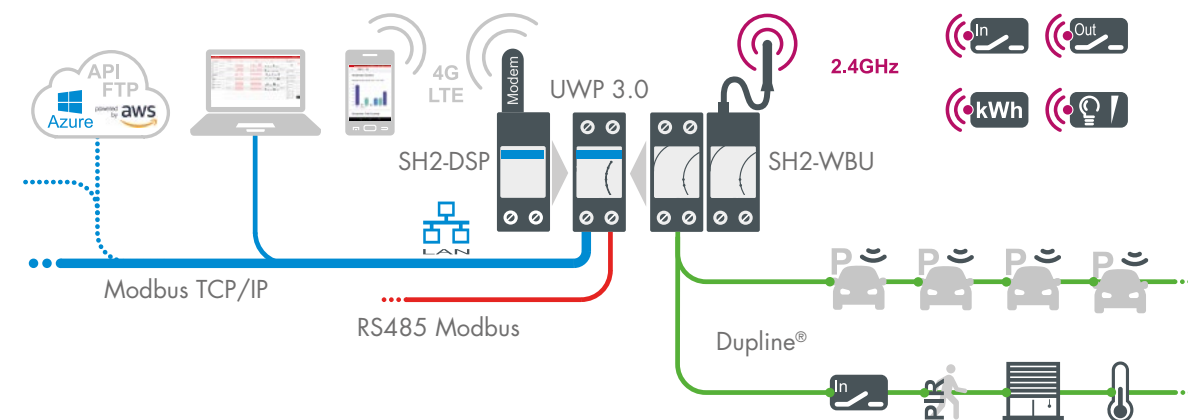 API
FTP
Azure
powered
by
aws
4G
LTE
Modem
UWP 3.0
2.4GHz
In
Out
kWh
SH2-DSP
SH2-WBU
LAN
Modbus TCP/IP
RS485 Modbus
Dupline®
P
P
P
P
In
PIR